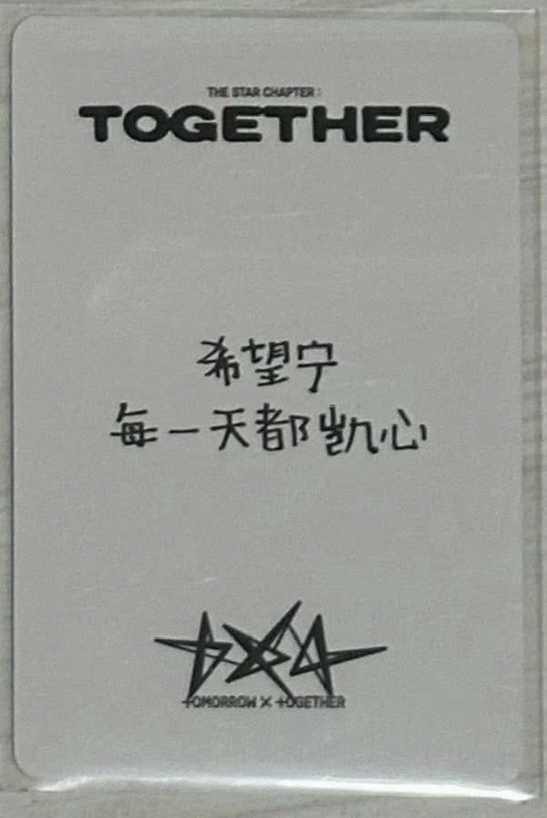 THE STAR CHAPTER :
TOGETHER
希望宁
每一天都凯心
TOMORROW X TOGETHER